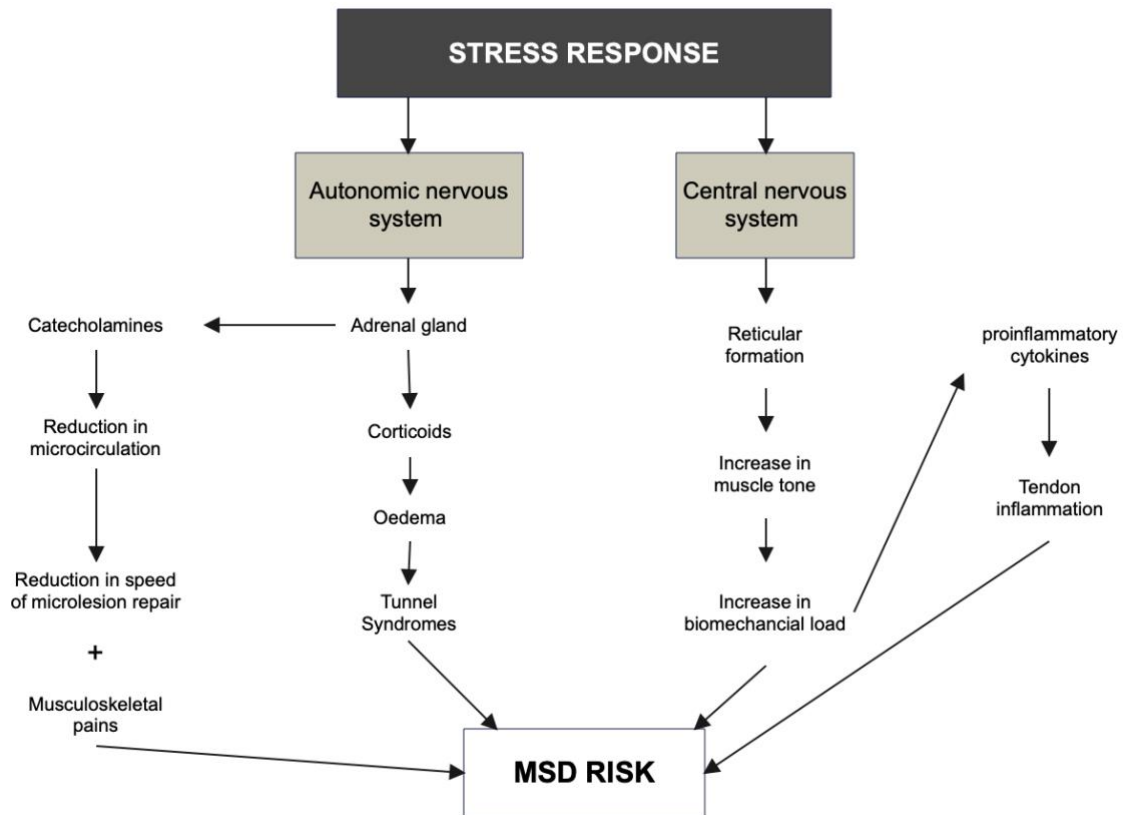 STRESS RESPONSE
Autonomic nervous
system
Central nervous
system
Catecholamines
Adrenal gland
Reticular
formation
proinflammatory
cytokines
Reduction in
microcirculation
Corticoids
Increase in
muscle tone
Tendon
inflammation
Oedema
Reduction in speed
of microlesion repair
+
Musculoskeletal
pains
Tunnel
Syndromes
Increase in
biomechancial load
MSD RISK